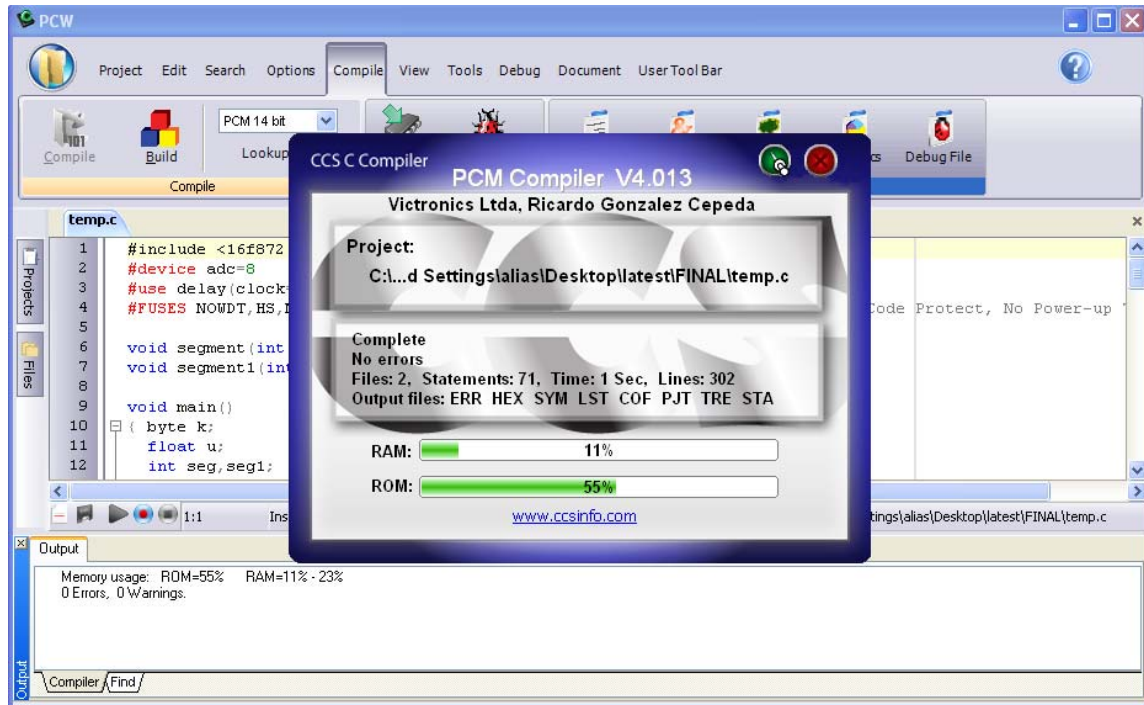 PCW
Project Edit Search Options Compile View Tools Debug Document User Tool Bar
Compile
Build
PCM 14 bit
Lookup
Debug File
Compile
CCS C Compiler
PCM Compiler V4.013
Victronics Ltda, Ricardo Gonzalez Cepeda
Project:
C:\...d Settings\alias\Desktop\latest\FINAL\temp.c
Complete
No errors
Files: 2, Statements: 71, Time: 1 Sec, Lines: 302
Output files: ERR HEX SYM LST COF PJT TRE STA
RAM: 11%
ROM: 55%
www.ccsinfo.com
temp.c
Projects
Files
1 #include <16f872
2 #device adc=8
3 #use delay(clock
4 #FUSES NOWDT,HS, Code Protect, No Power-up
5
6 void segment(int
7 void segment1(int
8
9 void main()
10 { byte k;
11 float u;
12 int seg,seg1;
1:1 Ins tings\alias\Desktop\latest\FINAL\temp.c
Output
Memory usage: ROM=55% RAM=11% - 23%
0 Errors, 0 Warnings.
Output
Compiler Find